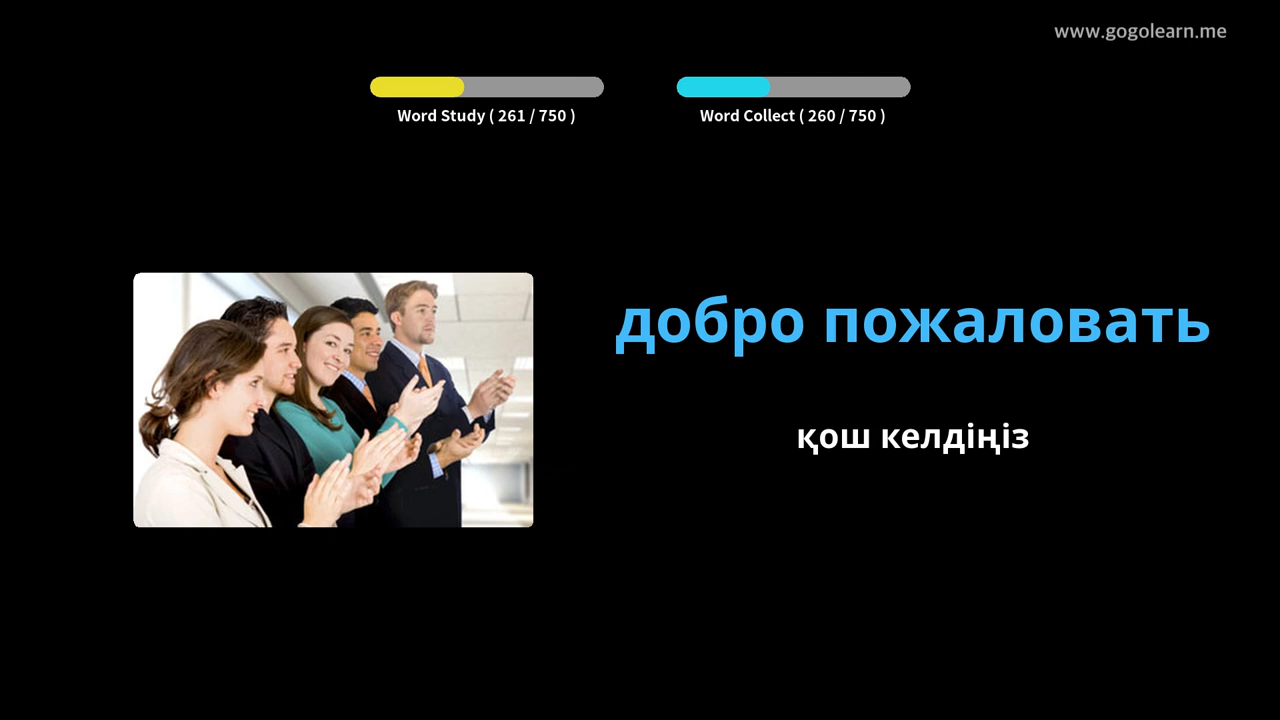 www.gogolearn.me
Word Study ( 261 / 750 )
Word Collect ( 260 / 750 )
добро пожаловать
қош келдіңіз